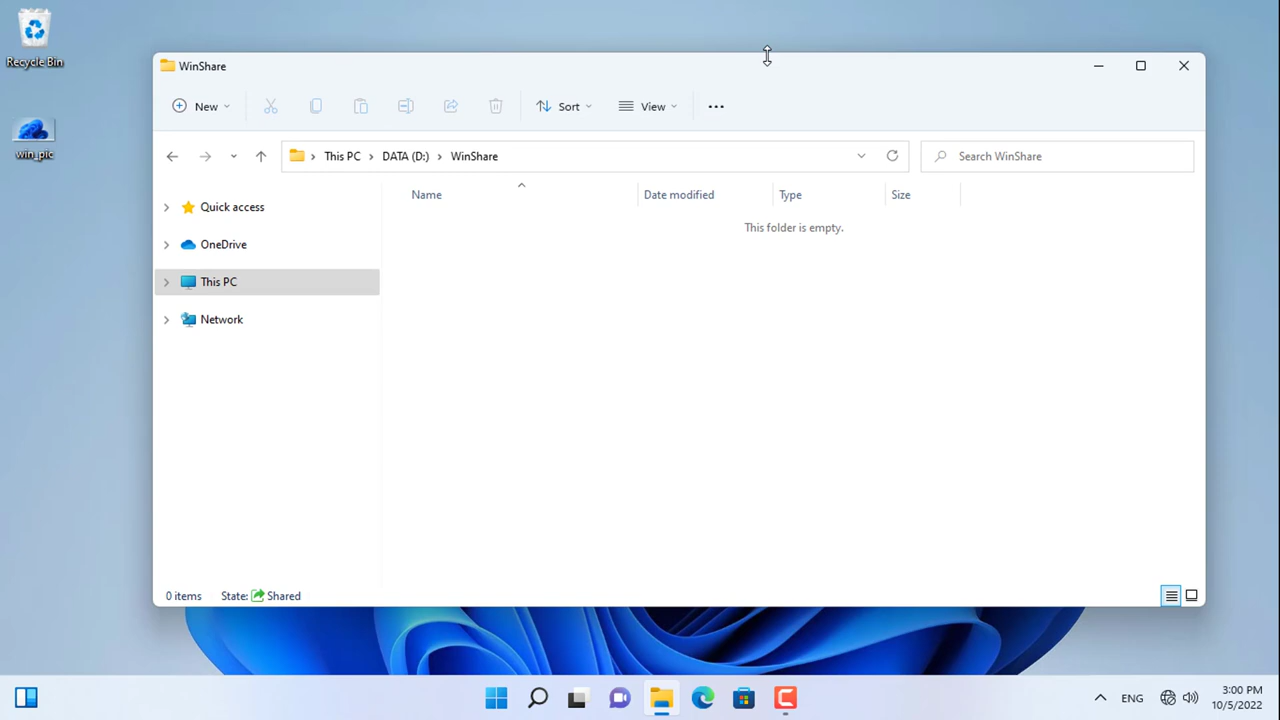 Recycle Bin
win_pic
WinShare
New
Sort
View
This PC
DATA (D:)
WinShare
Search WinShare
Name
Date modified
Type
Size
This folder is empty.
Quick access
OneDrive
This PC
Network
0 items
State: Shared
ENG
3:00 PM
10/5/2022